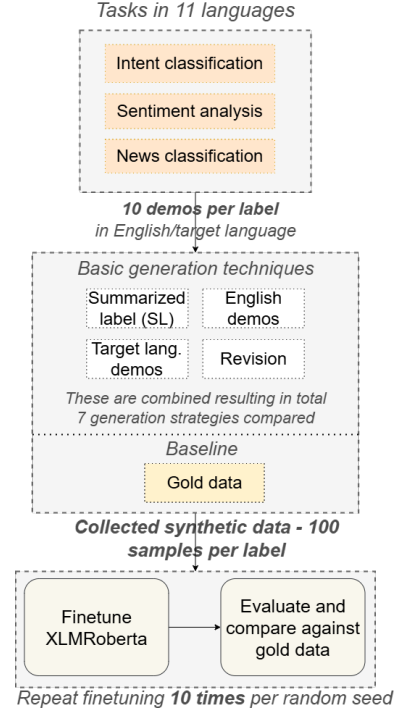 Tasks in 11 languages
Intent classification
Sentiment analysis
News classification
10 demos per label
in English/target language
Basic generation techniques
Summarized
label (SL)
English
demos
Target lang.
demos
Revision
These are combined resulting in total
7 generation strategies compared
Baseline
Gold data
Collected synthetic data - 100
samples per label
Finetune
XLMRoberta
Evaluate and
compare against
gold data
Repeat finetuning 10 times per random seed